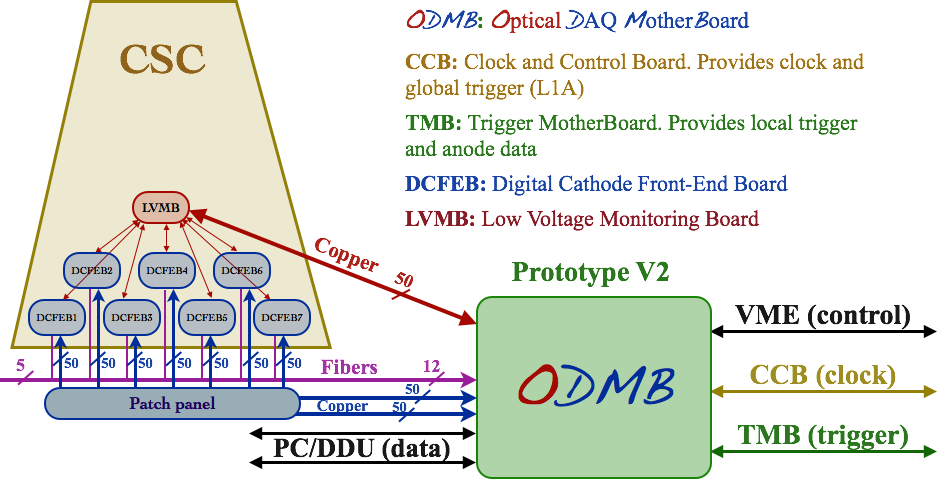 CSC
ODMB: Optical DAQ MotherBoard
CCB: Clock and Control Board. Provides clock and
global trigger (L1A)
TMB: Trigger MotherBoard. Provides local trigger
and anode data
DCFEB: Digital Cathode Front-End Board
LVMB: Low Voltage Monitoring Board
LVMB
Copper
50
DCFEB2 DCFEB4 DCFEB6
DCFEB1 DCFEB3 DCFEB5 DCFEB7
50 50 50 50 50 50 50
5 Fibers 12
Patch panel
50
Copper 50
PC/DDU (data)
Prototype V2
ODMB
VME (control)
CCB (clock)
TMB (trigger)